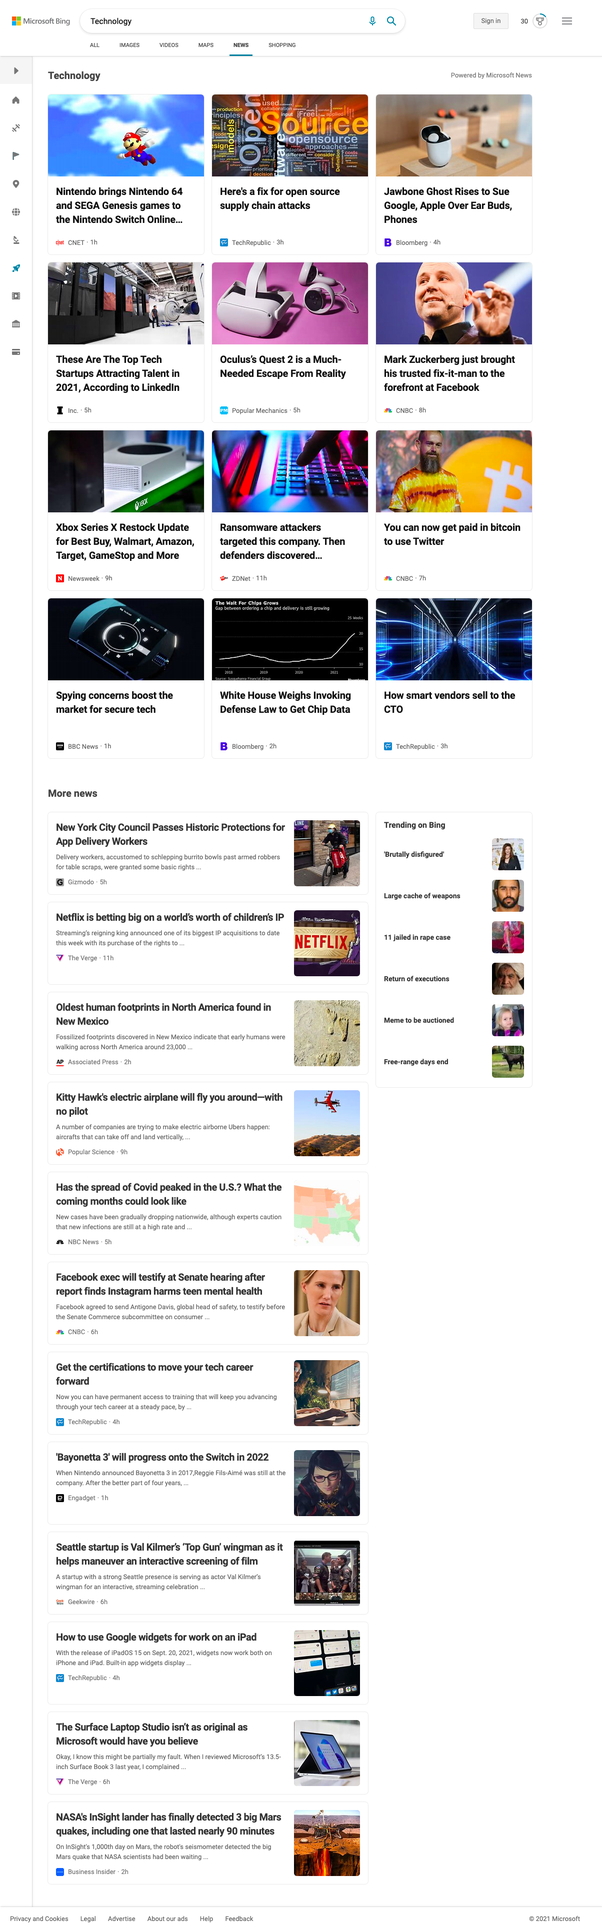 Microsoft Bing
Technology
Sign in
30
ALL
IMAGES
VIDEOS
MAPS
NEWS
SHOPPING
Technology
Powered by Microsoft News
Nintendo brings Nintendo 64
and SEGA Genesis games to
the Nintendo Switch Online...
CNET · 1h
used
production
Free
principles
models
Open
Source
opensource
software
approaches
different
consider
Here's a fix for open source
supply chain attacks
TechRepublic · 3h
Jawbone Ghost Rises to Sue
Google, Apple Over Ear Buds,
Phones
Bloomberg · 4h
These Are The Top Tech
Startups Attracting Talent in
2021, According to LinkedIn
Inc. · 5h
Oculus's Quest 2 is a Much-
Needed Escape From Reality
Popular Mechanics · 5h
Mark Zuckerberg just brought
his trusted fix-it-man to the
forefront at Facebook
CNBC · 8h
XBOX
Xbox Series X Restock Update
for Best Buy, Walmart, Amazon,
Target, GameStop and More
Newsweek · 9h
Ransomware attackers
targeted this company. Then
defenders discovered...
ZDNet · 11h
You can now get paid in bitcoin
to use Twitter
CNBC · 7h
Spying concerns boost the
market for secure tech
BBC News · 1h
The Wait For Chips Grows
Gap between ordering a chip and delivery is still growing
25 Weeks
20
15
10
2018
2019
2020
2021
White House Weighs Invoking
Defense Law to Get Chip Data
Bloomberg · 2h
How smart vendors sell to the
CTO
TechRepublic · 3h
More news
New York City Council Passes Historic Protections for
App Delivery Workers
Delivery workers, accustomed to schlepping burrito bowls past armed robbers
for table scraps, were granted some basic rights ...
Gizmodo · 5h
Netflix is betting big on a world's worth of children's IP
Streaming's reigning king announced one of its biggest IP acquisitions to date
this week with its purchase of the rights to ...
The Verge · 11h
NETFLIX
Oldest human footprints in North America found in
New Mexico
Fossilized footprints discovered in New Mexico indicate that early humans were
walking across North America around 23,000 ...
AP
Associated Press · 2h
Kitty Hawk's electric airplane will fly you around—with
no pilot
A number of companies are trying to make electric airborne Ubers happen:
aircrafts that can take off and land vertically, ...
Popular Science · 9h
Has the spread of Covid peaked in the U.S.? What the
coming months could look like
New cases have been gradually dropping nationwide, although experts caution
that new infections are still at a high rate and ...
NBC News · 5h
Facebook exec will testify at Senate hearing after
report finds Instagram harms teen mental health
Facebook agreed to send Antigone Davis, global head of safety, to testify before
the Senate Commerce subcommittee on consumer ...
CNBC · 6h
Get the certifications to move your tech career
forward
Now you can have permanent access to training that will keep you advancing
through your tech career at a steady pace, by ...
TechRepublic · 4h
'Bayonetta 3' will progress onto the Switch in 2022
When Nintendo announced Bayonetta 3 in 2017,Reggie Fils-Aimé was still at the
company. After the better part of four years, ...
Engadget · 1h
Seattle startup is Val Kilmer's 'Top Gun' wingman as it
helps maneuver an interactive screening of film
A startup with a strong Seattle presence is serving as actor Val Kilmer's
wingman for an interactive, streaming celebration ...
Geekwire · 6h
How to use Google widgets for work on an iPad
With the release of iPadOS 15 on Sept. 20, 2021, widgets now work both on
iPhone and iPad. Built-in app widgets display ...
TechRepublic · 4h
The Surface Laptop Studio isn't as original as
Microsoft would have you believe
Okay, I know this might be partially my fault. When I reviewed Microsoft's 13.5-
inch Surface Book 3 last year, I complained ...
The Verge · 6h
NASA's InSight lander has finally detected 3 big Mars
quakes, including one that lasted nearly 90 minutes
On InSight's 1,000th day on Mars, the robot's seismometer detected the big
Mars quake that NASA scientists had been waiting ...
Business Insider · 2h
Trending on Bing
'Brutally disfigured'
Large cache of weapons
11 jailed in rape case
Return of executions
Meme to be auctioned
Free-range days end
Privacy and Cookies
Legal
Advertise
About our ads
Help
Feedback
© 2021 Microsoft